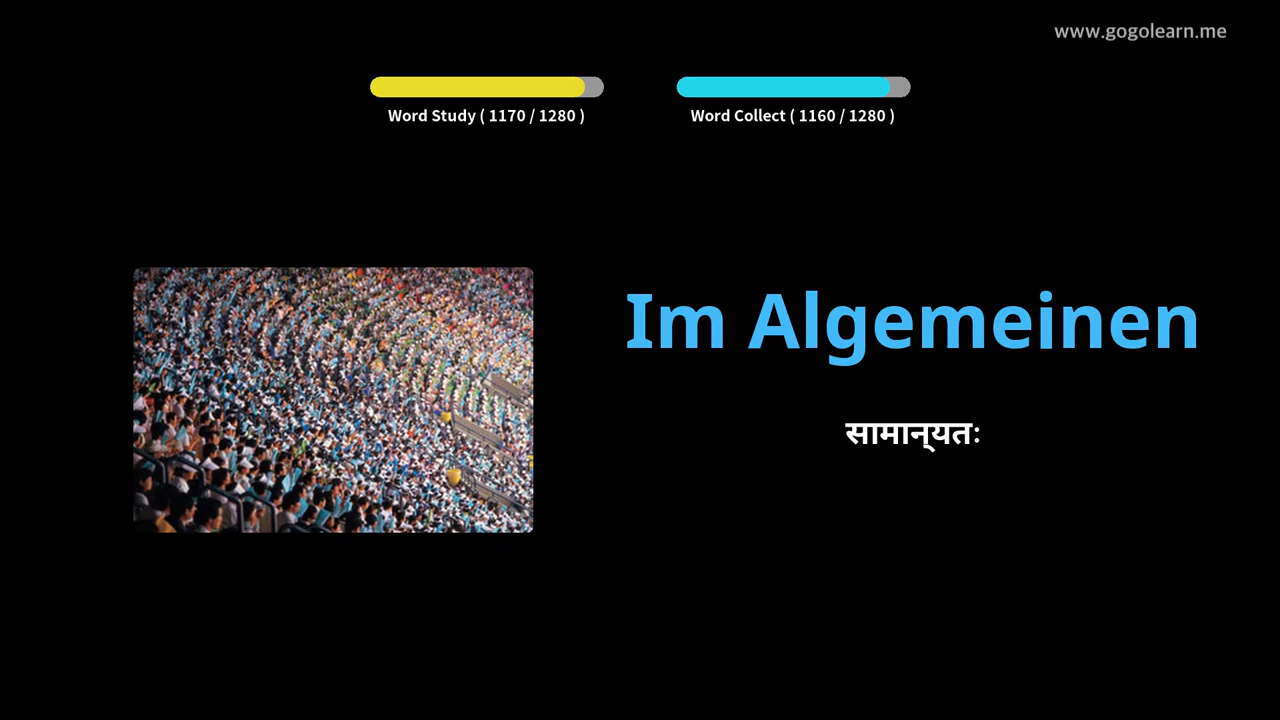 www.gogolearn.me
Word Study ( 1170 / 1280 )
Word Collect ( 1160 / 1280 )
Im Algemeinen
सामान्यतः